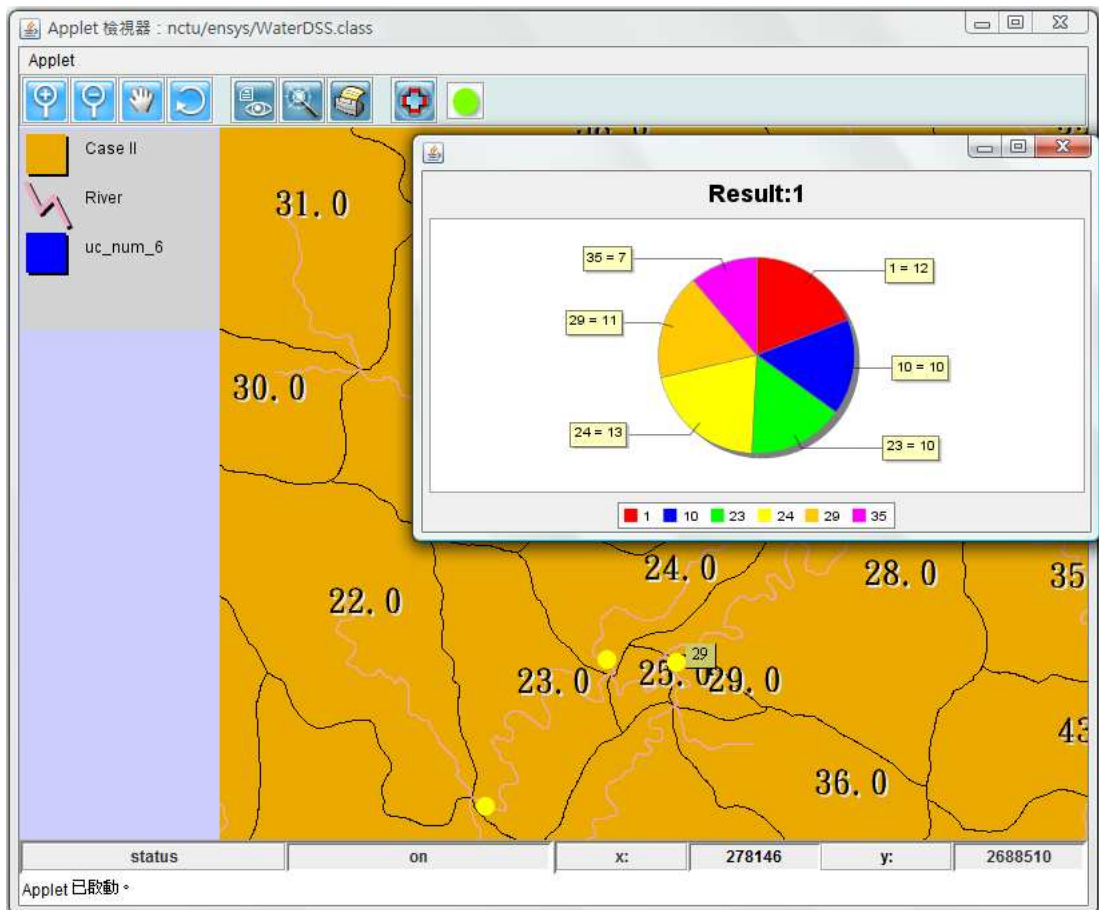 Applet 檢視器：nctu/ensys/WaterDSS.class
Applet
Case II
River
uc_num_6
31.0
30.0
22.0
23.0
24.0
25.0
29.0
29
28.0
35
36.0
43
Result:1
35 = 7
1 = 12
29 = 11
10 = 10
24 = 13
23 = 10
1 10 23 24 29 35
status on x: 278146 y: 2688510
Applet 已啟動。